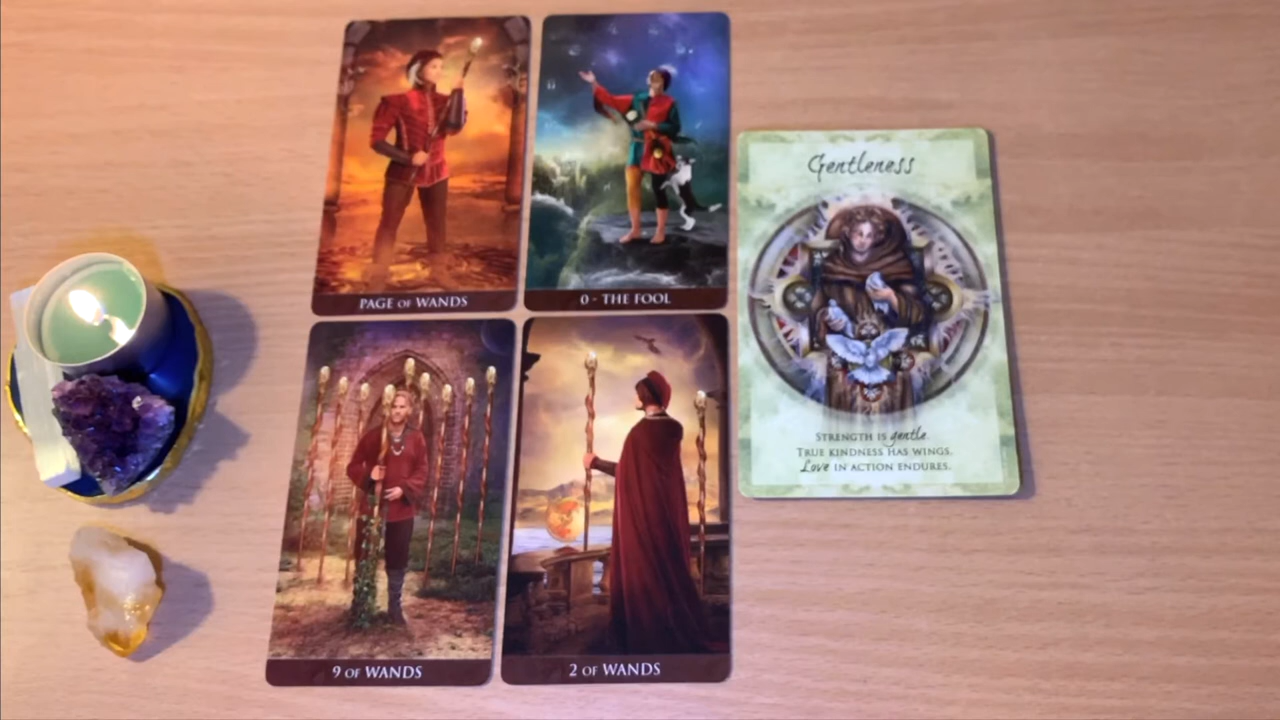 PAGE OF WANDS
0 - THE FOOL
9 OF WANDS
2 OF WANDS
Gentleness
STRENGTH IS gentle.
TRUE KINDNESS HAS WINGS.
Love IN ACTION ENDURES.